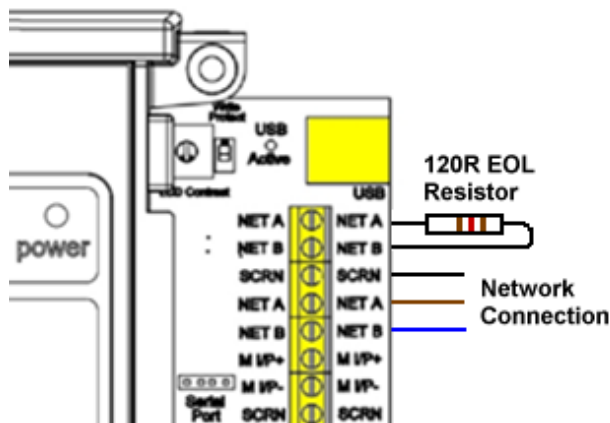 Write
Protect
USB
Active
LCD Contrast
USB
120R EOL
Resistor
power
NET A NET A
NET B NET B
SCRN SCRN
NET A NET A
NET B NET B
Network
Connection
M I/P+ M I/P+
M I/P- M I/P-
Serial
Port
SCRN SCRN